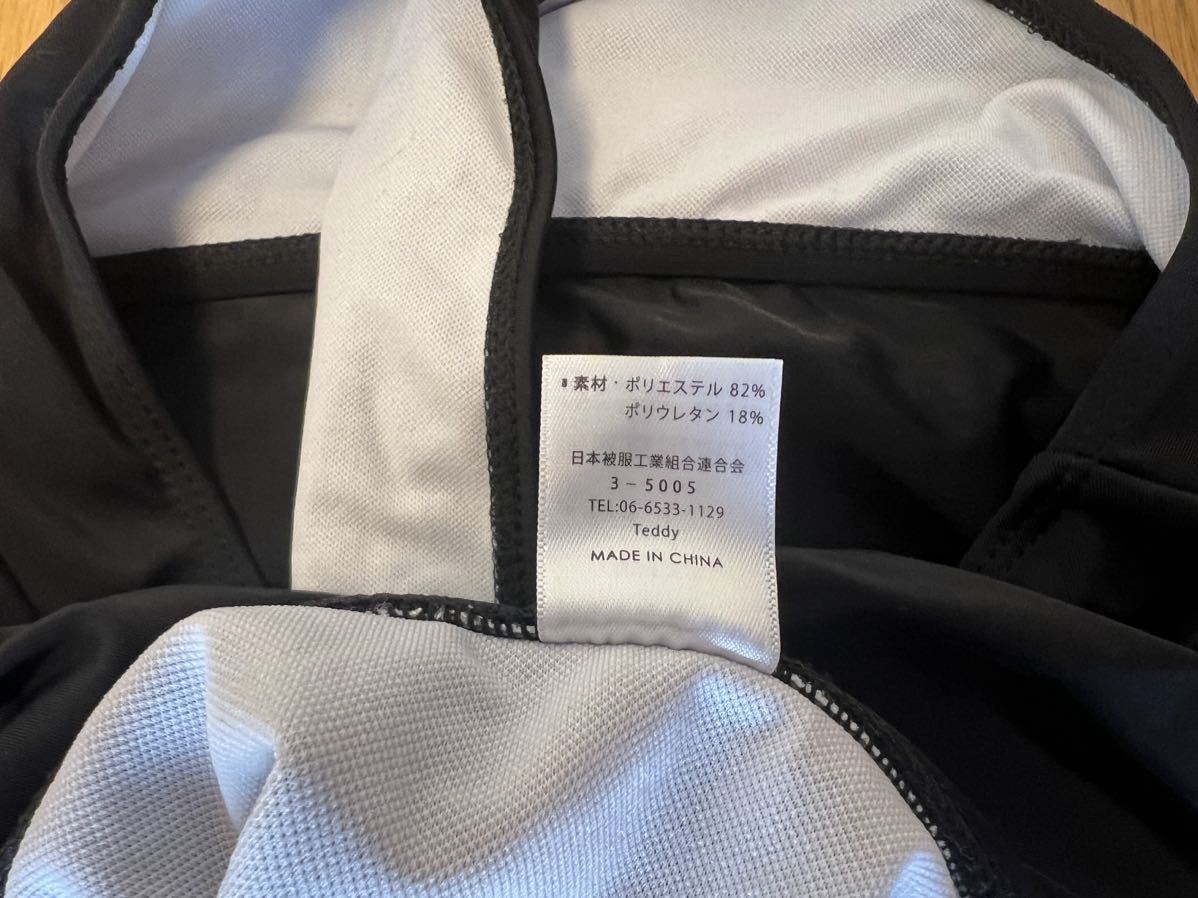 素材・ポリエステル 82%
ポリウレタン 18%
日本被服工業組合連合会
3-5005
TEL:06-6533-1129
Teddy
MADE IN CHINA